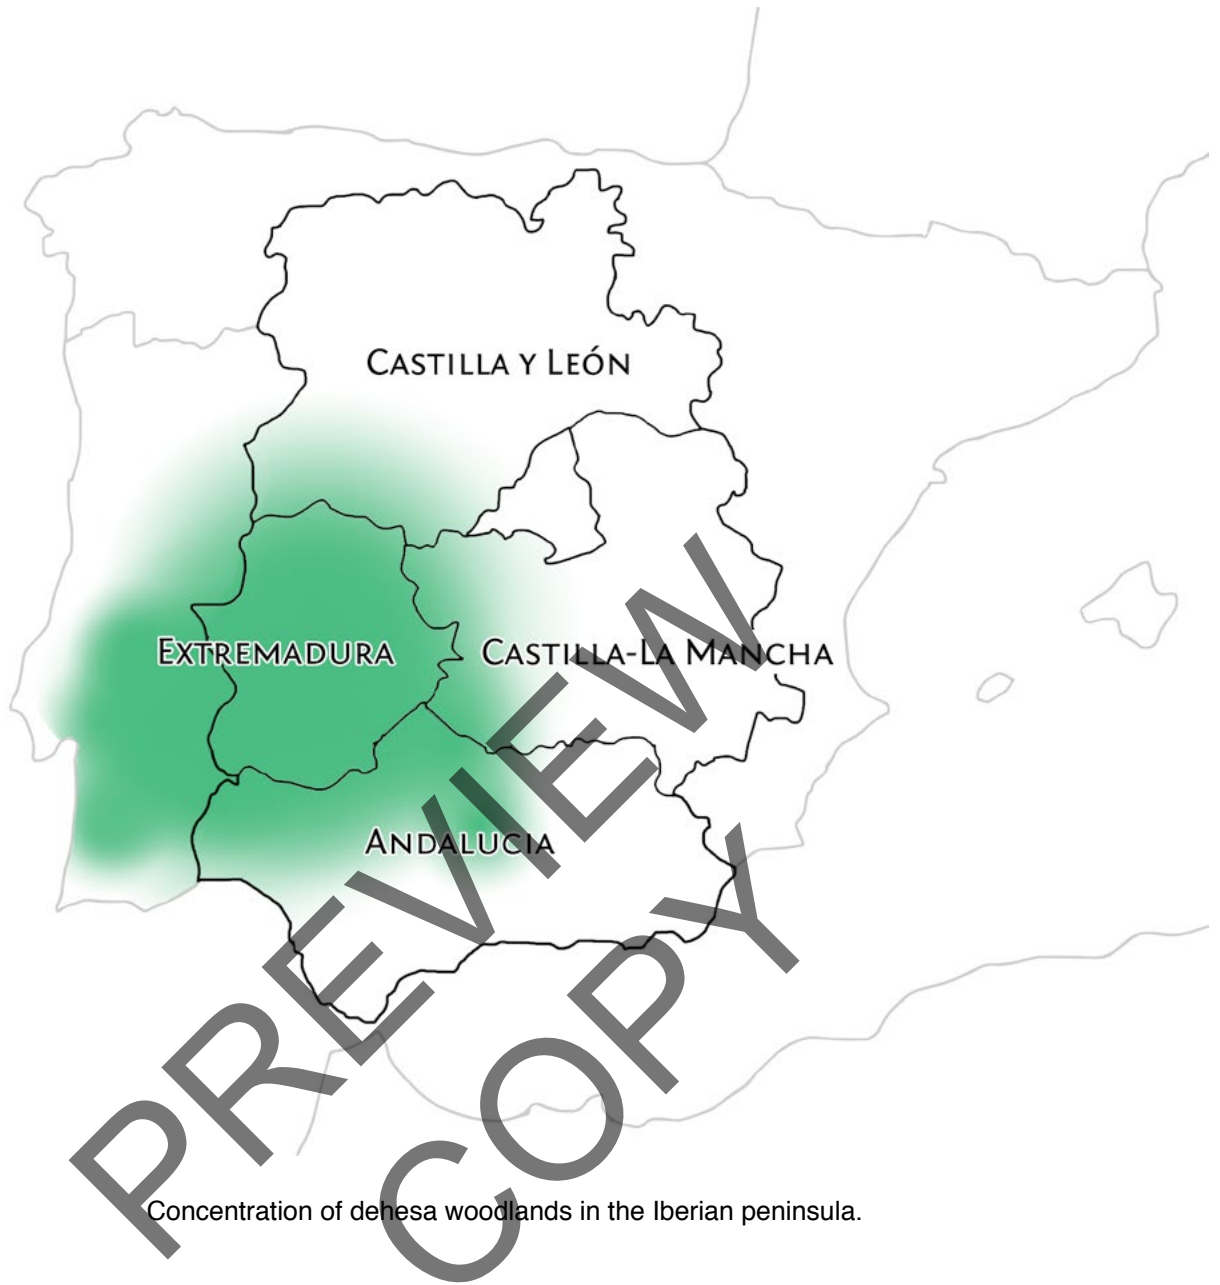 CASTILLA Y LEÓN
EXTREMADURA
CASTILLA-LA MANCHA
ANDALUCIA
PREVIEW
COPY
Concentration of dehesa woodlands in the Iberian peninsula.